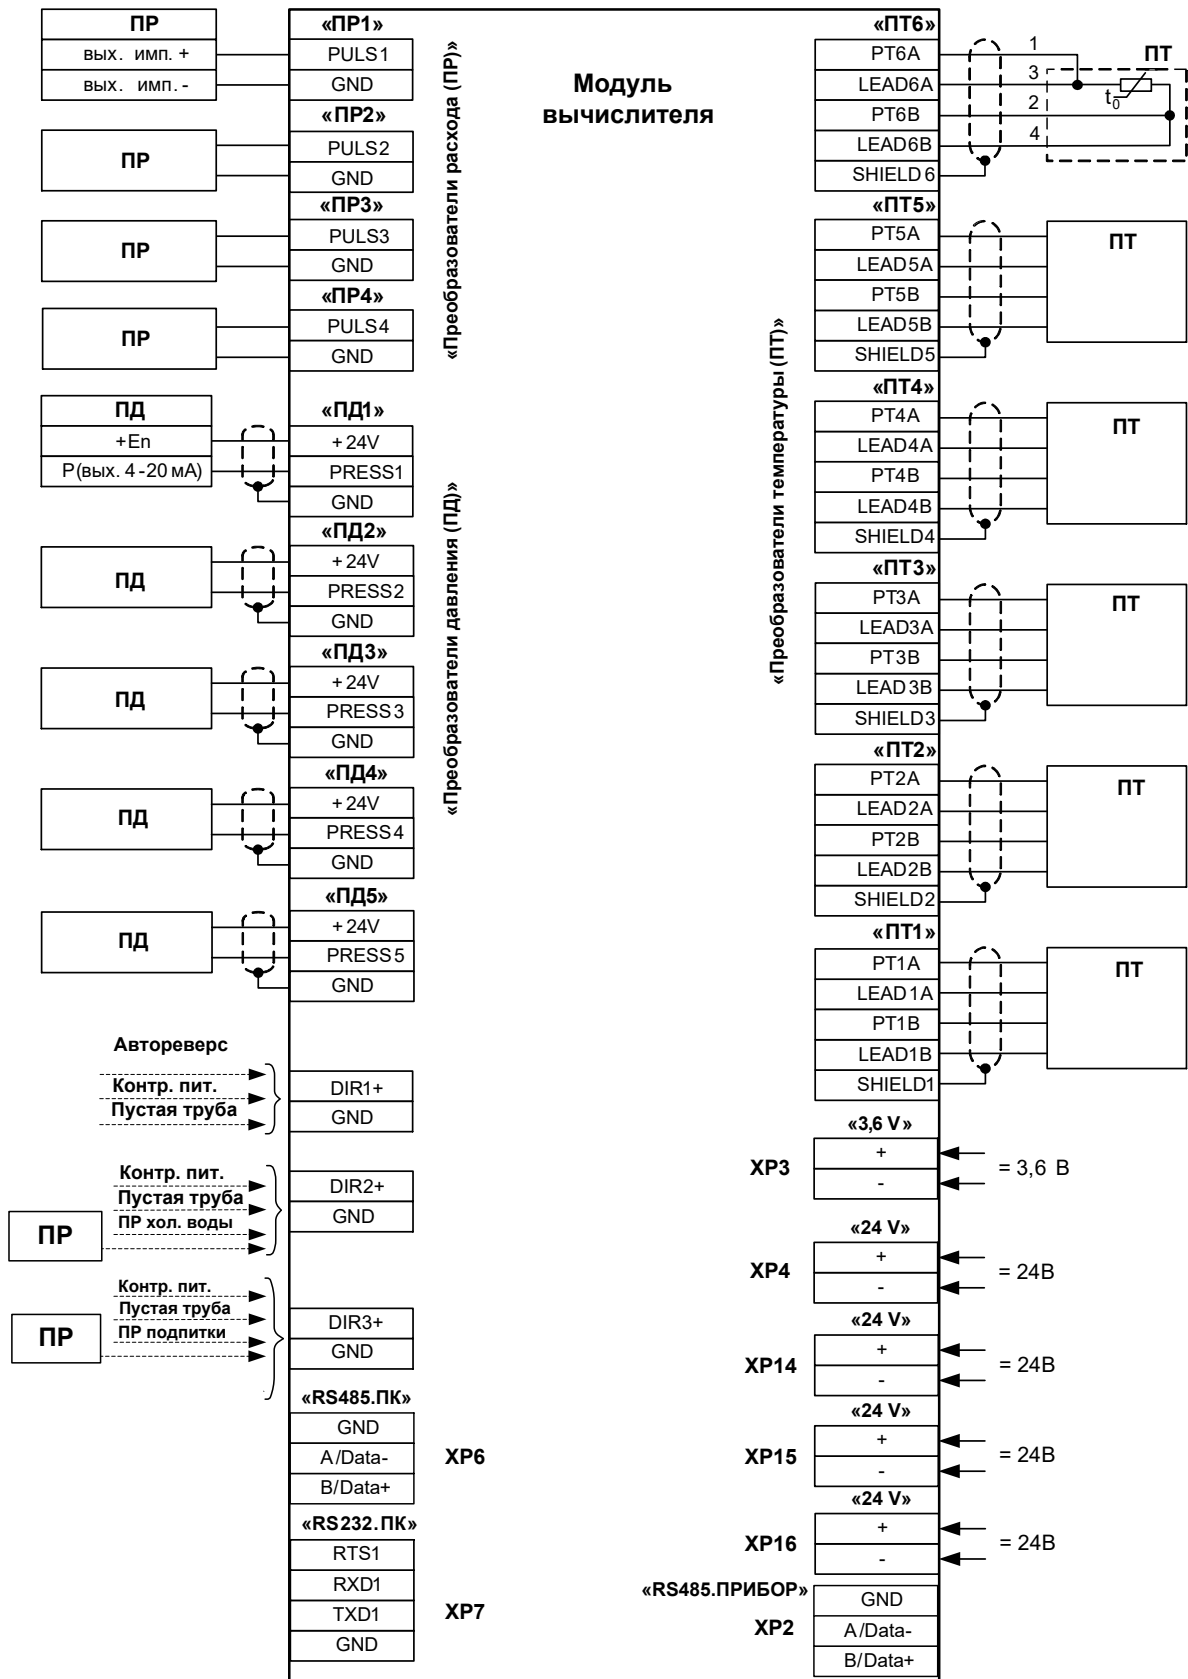 ПР
вых. имп. +
вых. имп. -
«ПР1»
PULS1
GND
«ПР2»
ПР
PULS2
GND
«ПР3»
ПР
PULS3
GND
«ПР4»
ПР
PULS4
GND
«Преобразователи расхода (ПР)»
Модуль
вычислителя
ПД
+En
P(вых. 4-20 мА)
«ПД1»
+24V
PRESS1
GND
«ПД2»
ПД
+24V
PRESS2
GND
«ПД3»
ПД
+24V
PRESS3
GND
«ПД4»
ПД
+24V
PRESS4
GND
«ПД5»
ПД
+24V
PRESS5
GND
«Преобразователи давления (ПД)»
Автореверс
Контр. пит.
Пустая труба
DIR1+
GND
Контр. пит.
Пустая труба
ПР хол. воды
ПР
DIR2+
GND
Контр. пит.
Пустая труба
ПР подпитки
ПР
DIR3+
GND
«RS485.ПК»
GND
A/Data-
B/Data+
XP6
«RS232.ПК»
RTS1
RXD1
TXD1
GND
XP7
«ПТ6»
PT6A
LEAD6A
PT6B
LEAD6B
SHIELD6
1
3
2
4
ПТ
t0
«ПТ5»
PT5A
LEAD5A
PT5B
LEAD5B
SHIELD5
ПТ
«ПТ4»
PT4A
LEAD4A
PT4B
LEAD4B
SHIELD4
ПТ
«ПТ3»
PT3A
LEAD3A
PT3B
LEAD3B
SHIELD3
ПТ
«ПТ2»
PT2A
LEAD2A
PT2B
LEAD2B
SHIELD2
ПТ
«ПТ1»
PT1A
LEAD1A
PT1B
LEAD1B
SHIELD1
ПТ
«Преобразователи температуры (ПТ)»
«3,6 V»
XP3
+
-
= 3,6 В
«24 V»
XP4
+
-
= 24В
«24 V»
XP14
+
-
= 24В
«24 V»
XP15
+
-
= 24В
«24 V»
XP16
+
-
= 24В
«RS485.ПРИБОР»
XP2
GND
A/Data-
B/Data+